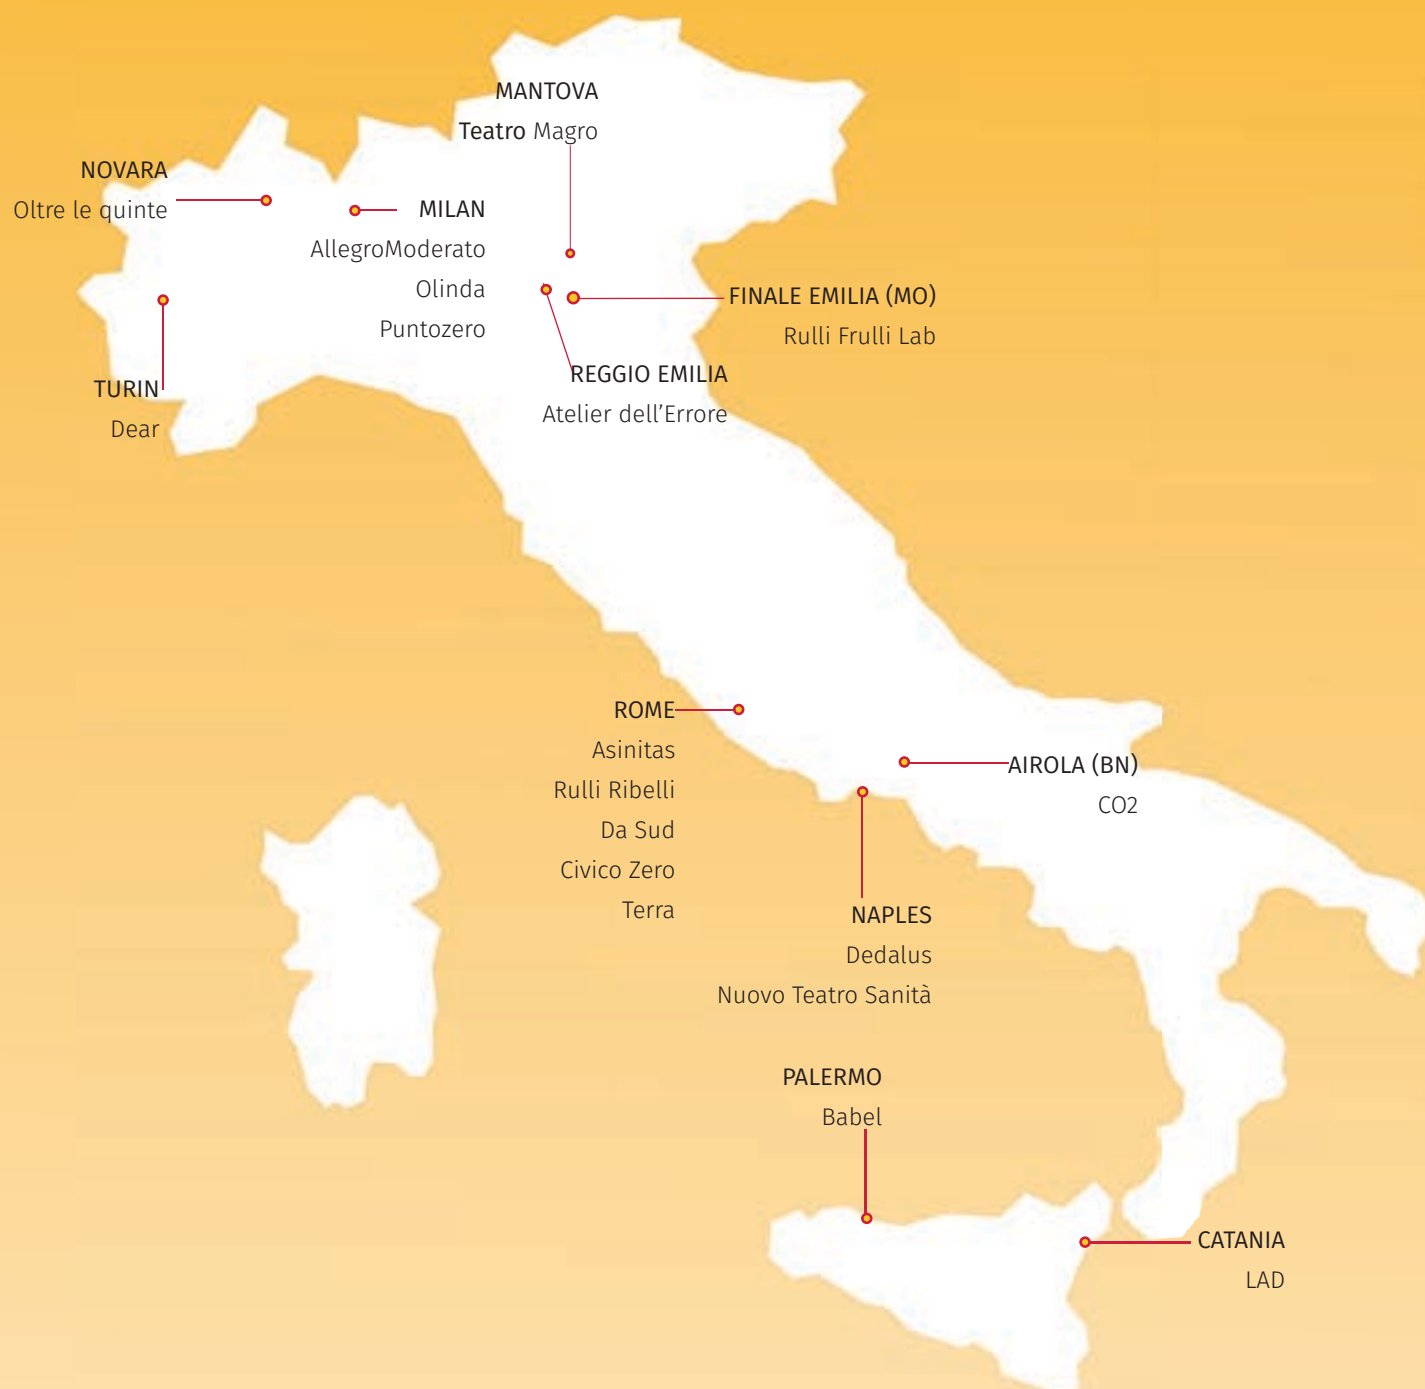 MANTOVA
Teatro Magro
NOVARA
Oltre le quinte
MILAN
AllegroModerato
Olinda
Puntozero
FINALE EMILIA (MO)
Rulli Frulli Lab
REGGIO EMILIA
Atelier dell’Errore
TURIN
Dear
ROME
Asinitas
Rulli Ribelli
Da Sud
Civico Zero
Terra
AIROLA (BN)
CO2
NAPLES
Dedalus
Nuovo Teatro Sanità
PALERMO
Babel
CATANIA
LAD